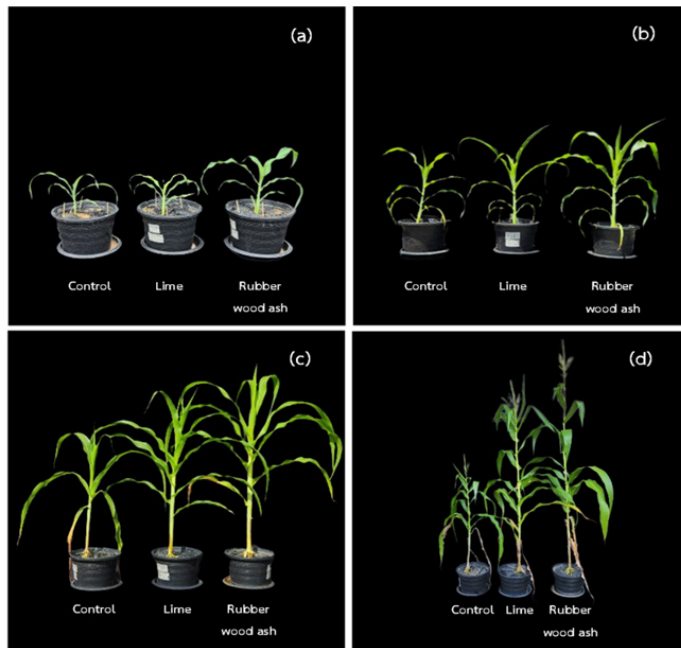 (a)
Control Lime Rubber
wood ash
(b)
Control Lime Rubber
wood ash
(c)
Control Lime Rubber
wood ash
(d)
Control Lime Rubber
wood ash